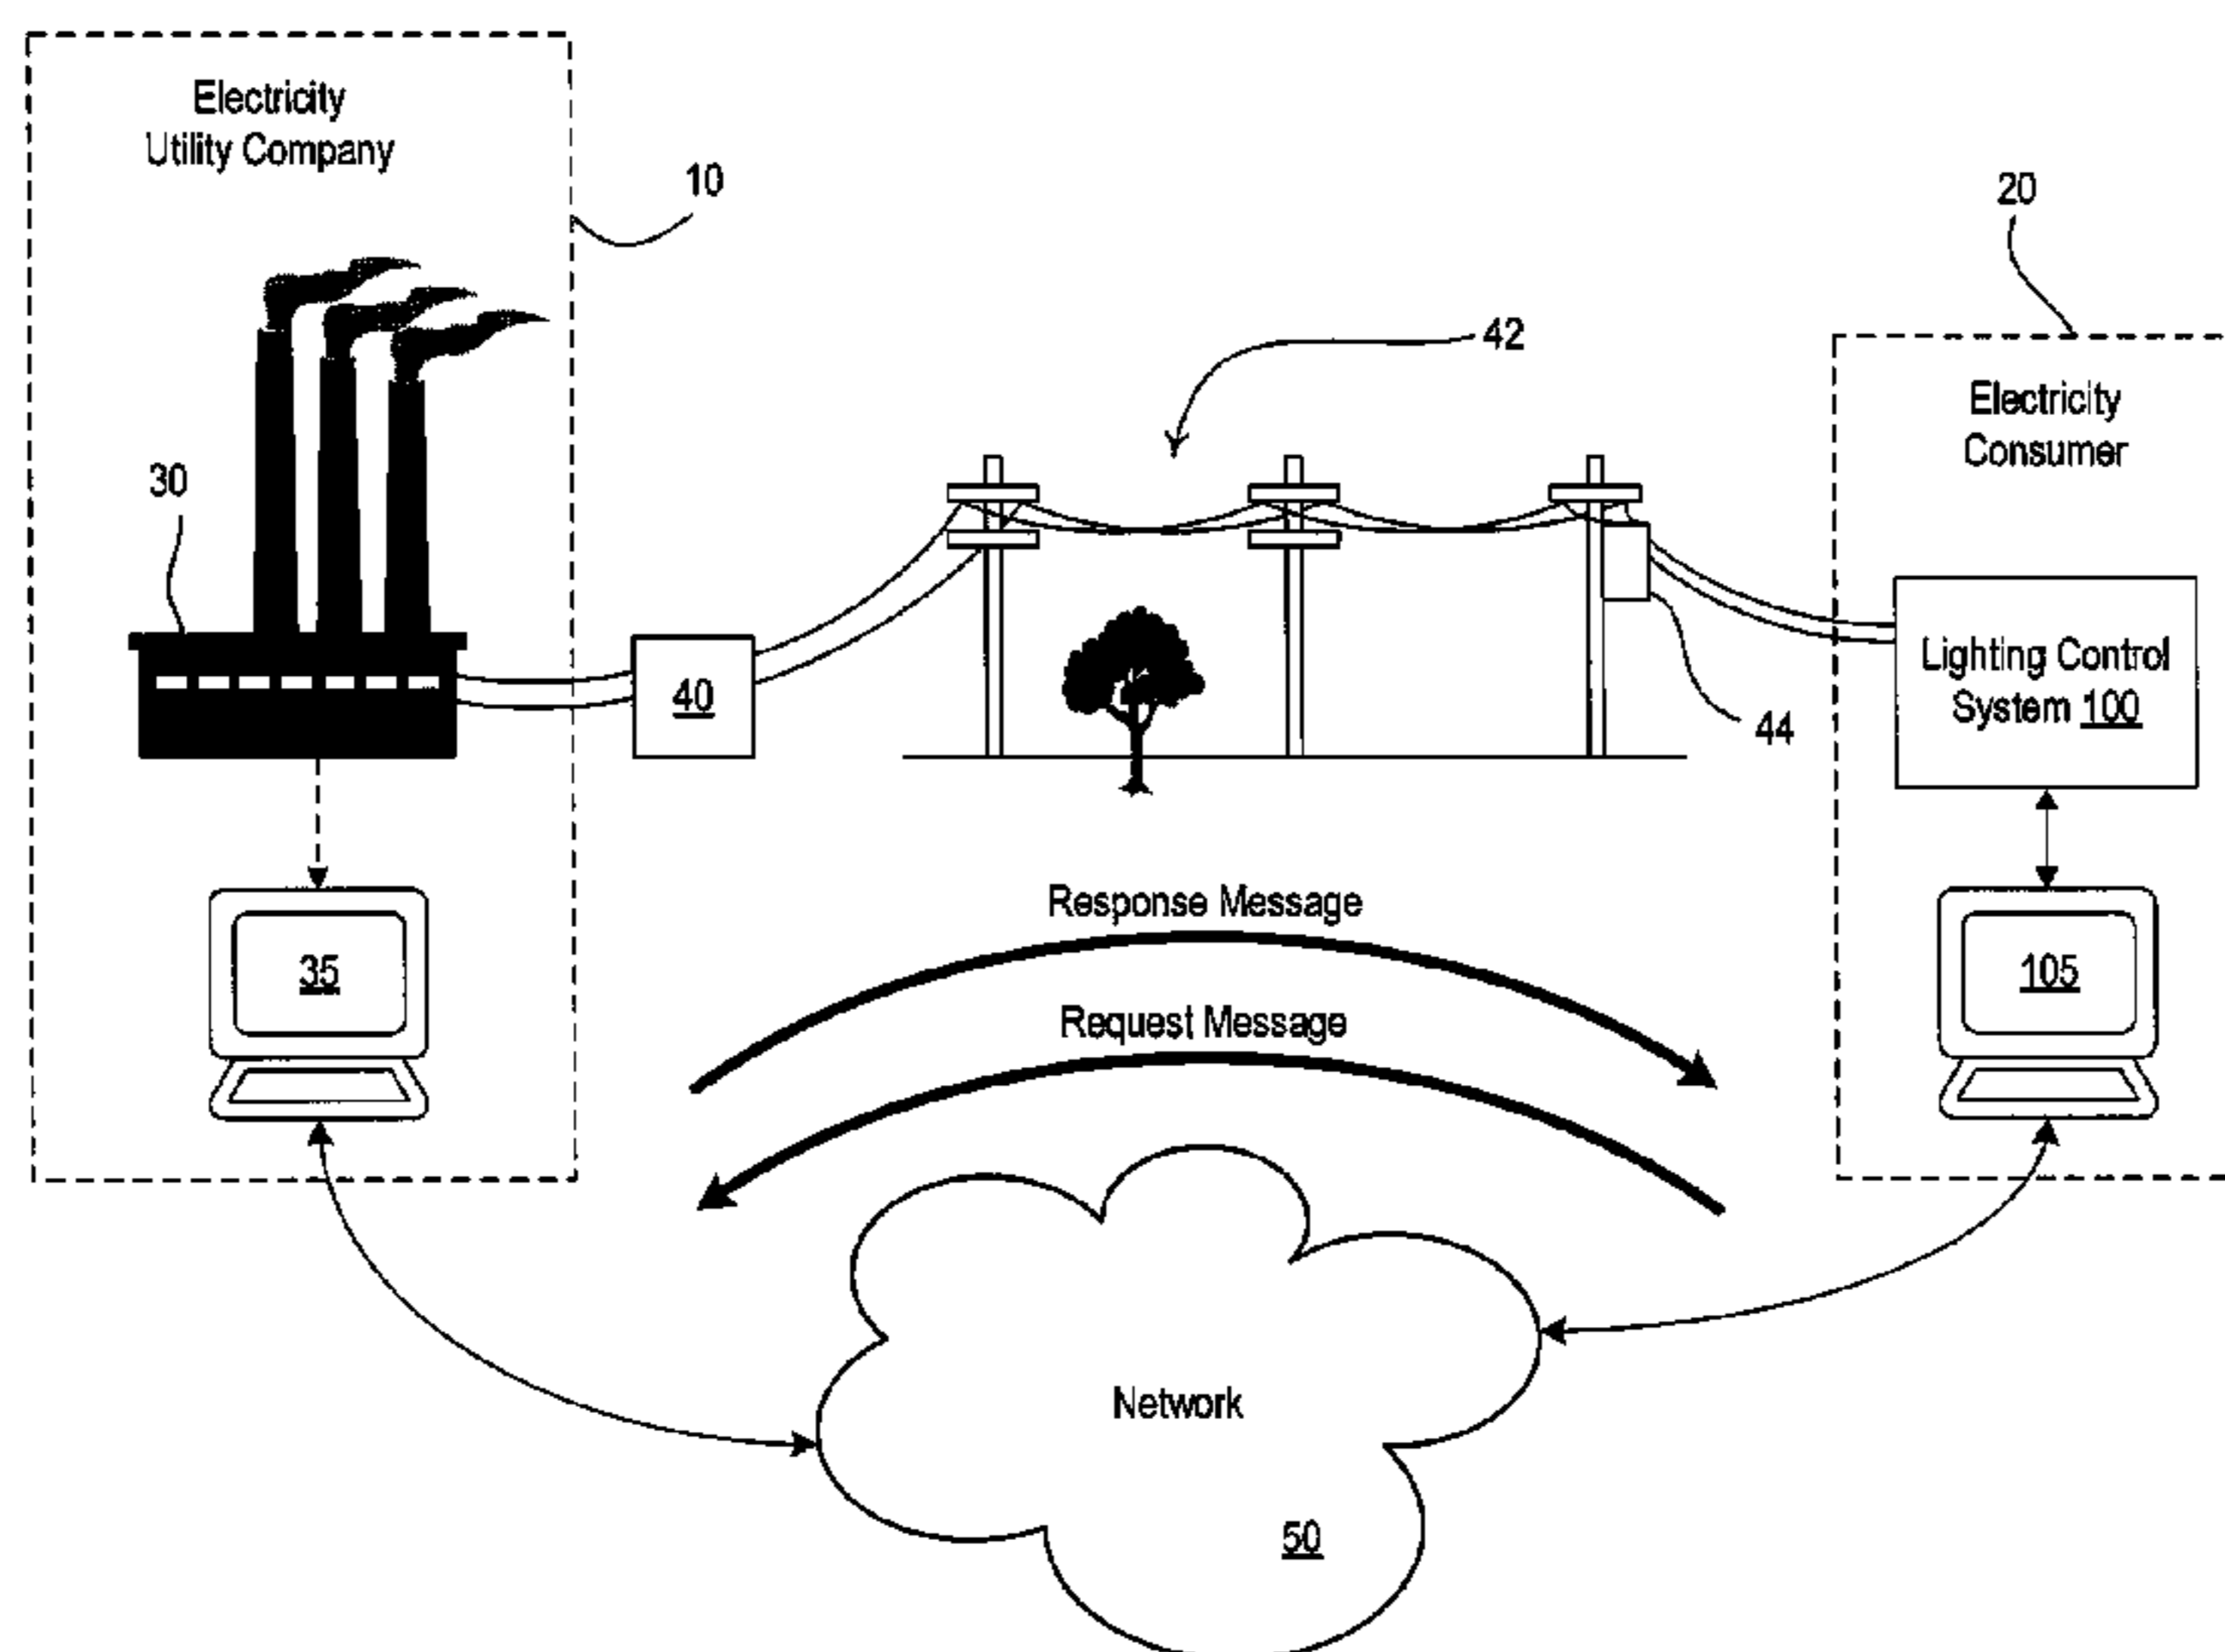 Electricity
Utility Company
10
20
42
Electricity
Consumer
30
Lighting Control
System 100
40
44
Response Message
35
105
Request Message
Network
50